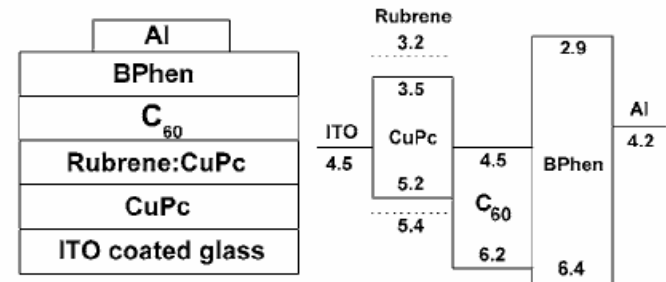 Al
BPhen
C60
Rubrene:CuPc
CuPc
ITO coated glass
Rubrene
3.2
3.5
CuPc
5.2
5.4
ITO
4.5
4.5
C60
6.2
2.9
BPhen
6.4
Al
4.2